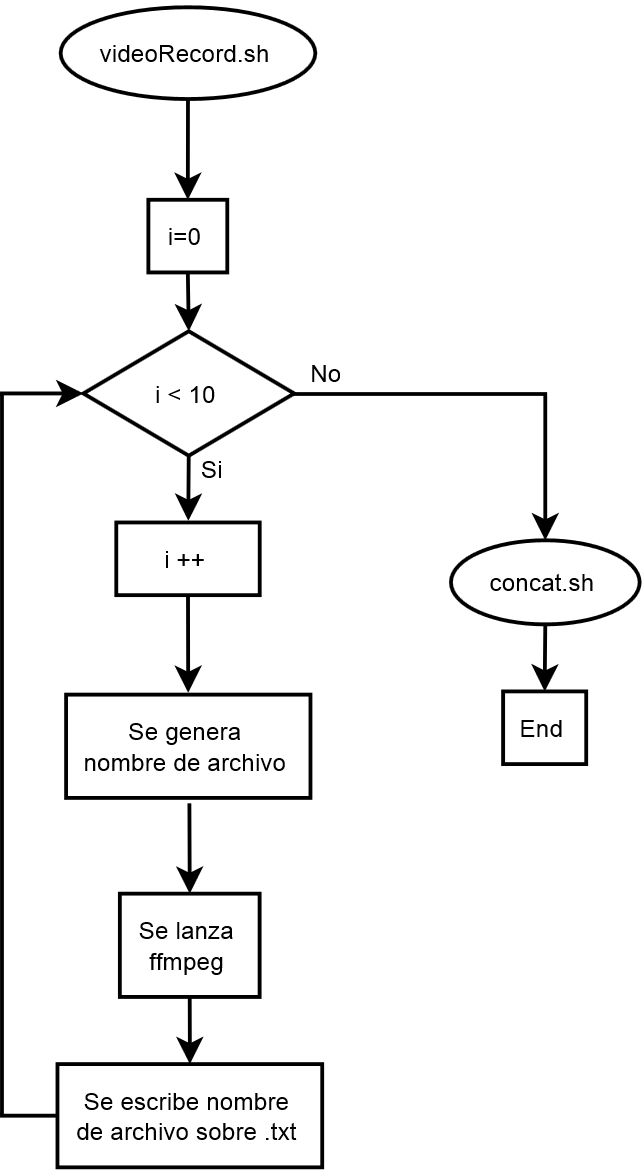 videoRecord.sh
i=0
i < 10
No
Si
i ++
concat.sh
Se genera
nombre de archivo
End
Se lanza
ffmpeg
Se escribe nombre
de archivo sobre .txt